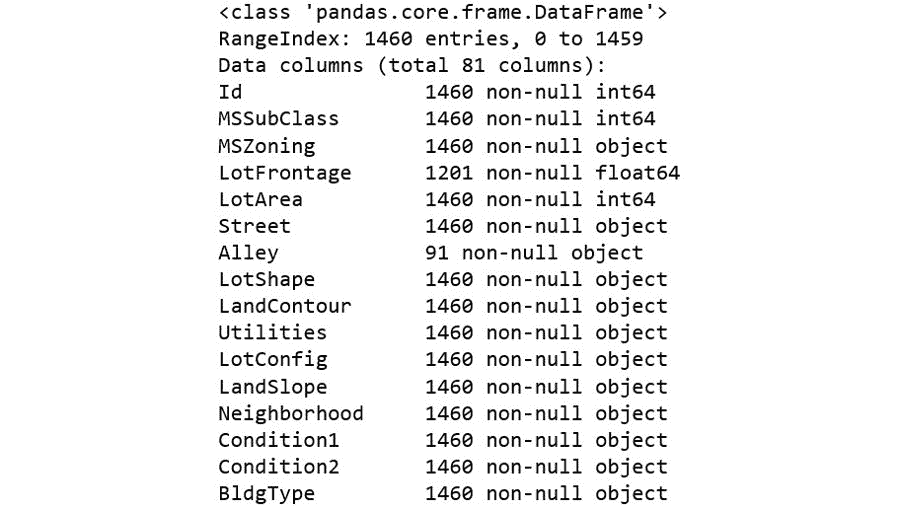 <class 'pandas.core.frame.DataFrame'>
RangeIndex: 1460 entries, 0 to 1459
Data columns (total 81 columns):
Id               1460 non-null int64
MSSubClass       1460 non-null int64
MSZoning         1460 non-null object
LotFrontage      1201 non-null float64
LotArea          1460 non-null int64
Street           1460 non-null object
Alley            91 non-null object
LotShape         1460 non-null object
LandContour      1460 non-null object
Utilities        1460 non-null object
LotConfig        1460 non-null object
LandSlope        1460 non-null object
Neighborhood     1460 non-null object
Condition1       1460 non-null object
Condition2       1460 non-null object
BldgType         1460 non-null object